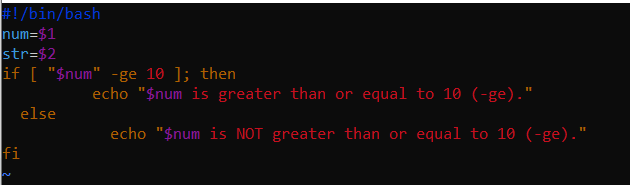 #!/bin/bash
num=$1
str=$2
if [ "$num" -ge 10 ]; then
echo "$num is greater than or equal to 10 (-ge)."
else
echo "$num is NOT greater than or equal to 10 (-ge)."
fi
~